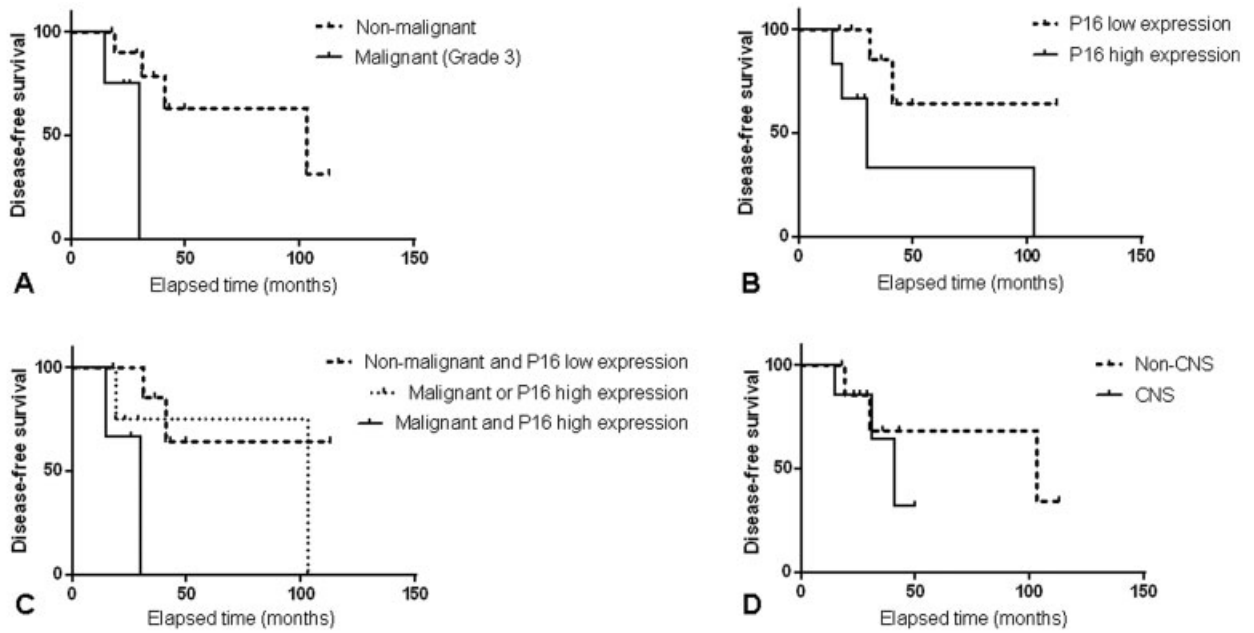 100
50
0
Disease-free survival
0
50
100
150
Elapsed time (months)
Non-malignant
Malignant (Grade 3)
A
100
50
0
Disease-free survival
0
50
100
150
Elapsed time (months)
P16 low expression
P16 high expression
B
100
50
0
Disease-free survival
0
50
100
150
Elapsed time (months)
Non-malignant and P16 low expression
Malignant or P16 high expression
Malignant and P16 high expression
C
100
50
0
Disease-free survival
0
50
100
150
Elapsed time (months)
Non-CNS
CNS
D